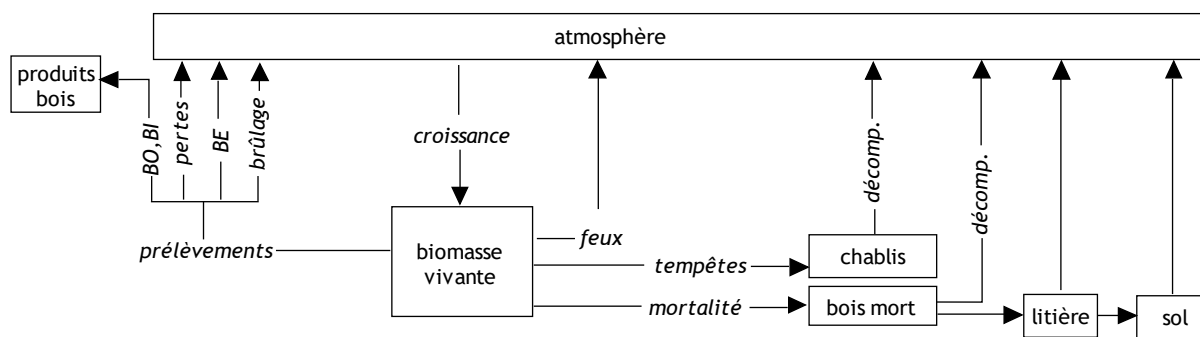 atmosphère
produits
bois
BO,BI
pertes
BE
brûlage
croissance
décomp.
décomp.
prélèvements
biomasse
vivante
feux
tempêtes
chablis
mortalité
bois mort
litière
sol